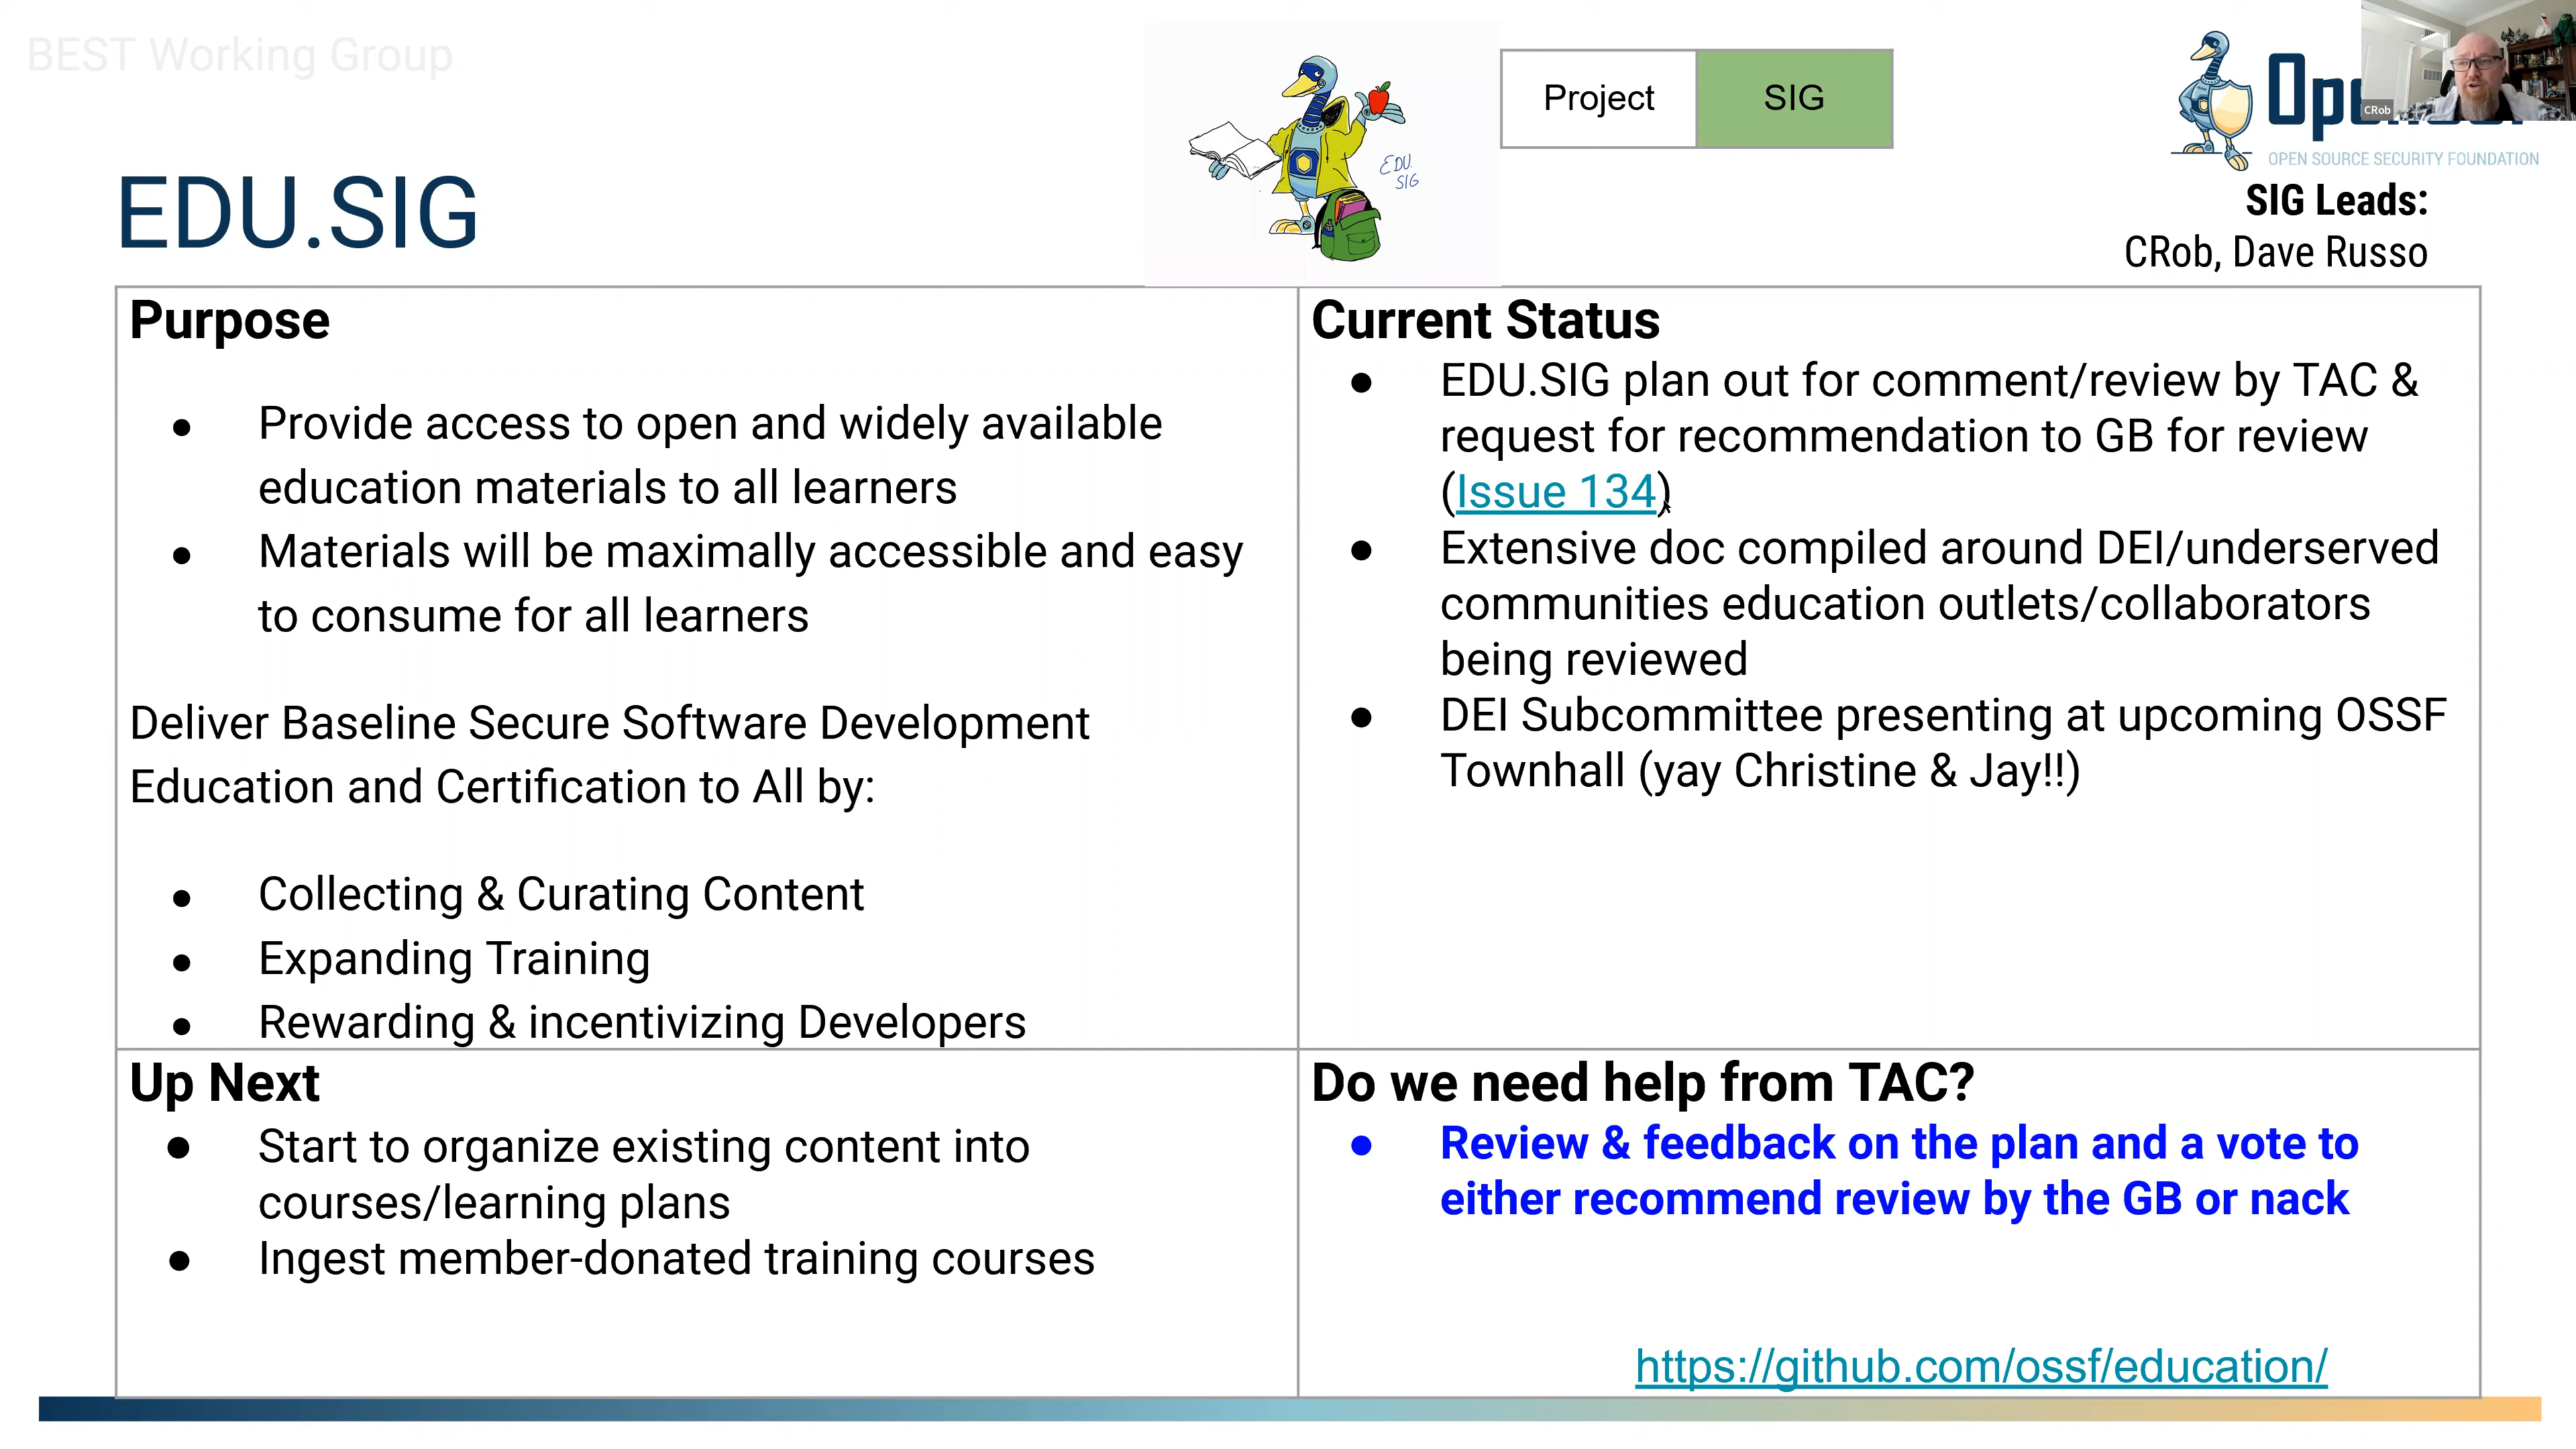 BEST Working Group
EDU.
SIG
Project
SIG
CRob
OPEN SOURCE SECURITY FOUNDATION
EDU.SIG
SIG Leads:
CRob, Dave Russo
Purpose
● Provide access to open and widely available
education materials to all learners
● Materials will be maximally accessible and easy
to consume for all learners
Deliver Baseline Secure Software Development
Education and Certification to All by:
● Collecting & Curating Content
● Expanding Training
● Rewarding & incentivizing Developers
Current Status
● EDU.SIG plan out for comment/review by TAC &
request for recommendation to GB for review
(Issue 134)
● Extensive doc compiled around DEI/underserved
communities education outlets/collaborators
being reviewed
● DEI Subcommittee presenting at upcoming OSSF
Townhall (yay Christine & Jay!!)
Up Next
● Start to organize existing content into
courses/learning plans
● Ingest member-donated training courses
Do we need help from TAC?
● Review & feedback on the plan and a vote to
either recommend review by the GB or nack
https://github.com/ossf/education/